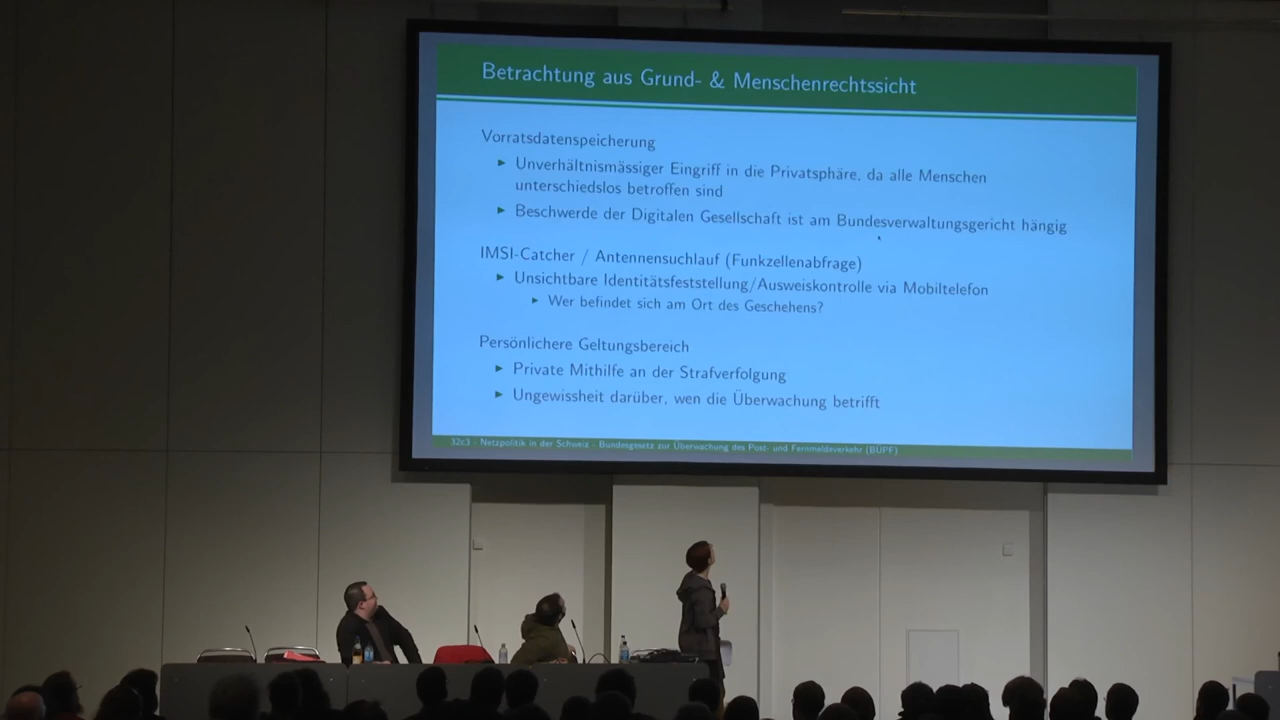 Betrachtung aus Grund- & Menschenrechtssicht
Vorratsdatenspeicherung
Unverhältnismässiger Eingriff in die Privatsphäre, da alle Menschen
unterschiedslos betroffen sind
Beschwerde der Digitalen Gesellschaft ist am Bundesverwaltungsgericht hängig
IMSI-Catcher / Antennensuchlauf (Funkzellenabfrage)
Unsichtbare Identitätsfeststellung/Ausweiskontrolle via Mobiltelefon
Wer befindet sich am Ort des Geschehens?
Persönlichere Geltungsbereich
Private Mithilfe an der Strafverfolgung
Ungewissheit darüber, wen die Überwachung betrifft
32c3 - Netzpolitik in der Schweiz - Bundesgesetz zur Überwachung des Post- und Fernmeldeverkehr (BÜPF)